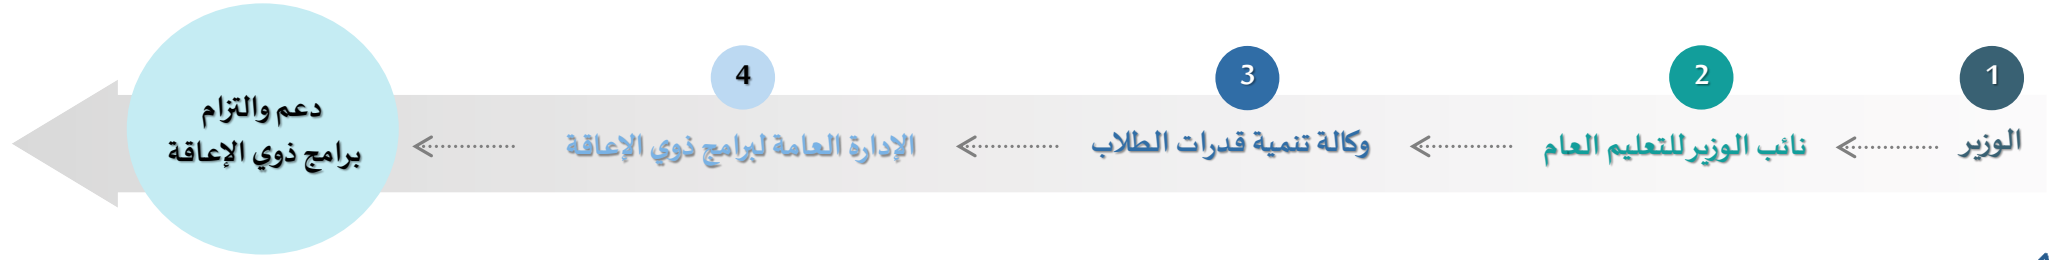 1
الوزير
2
نائب الوزير للتعليم العام
3
وكالة تنمية قدرات الطلاب
4
الإدارة العامة لبرامج ذوي الإعاقة
دعم والتزام
برامج ذوي الإعاقة